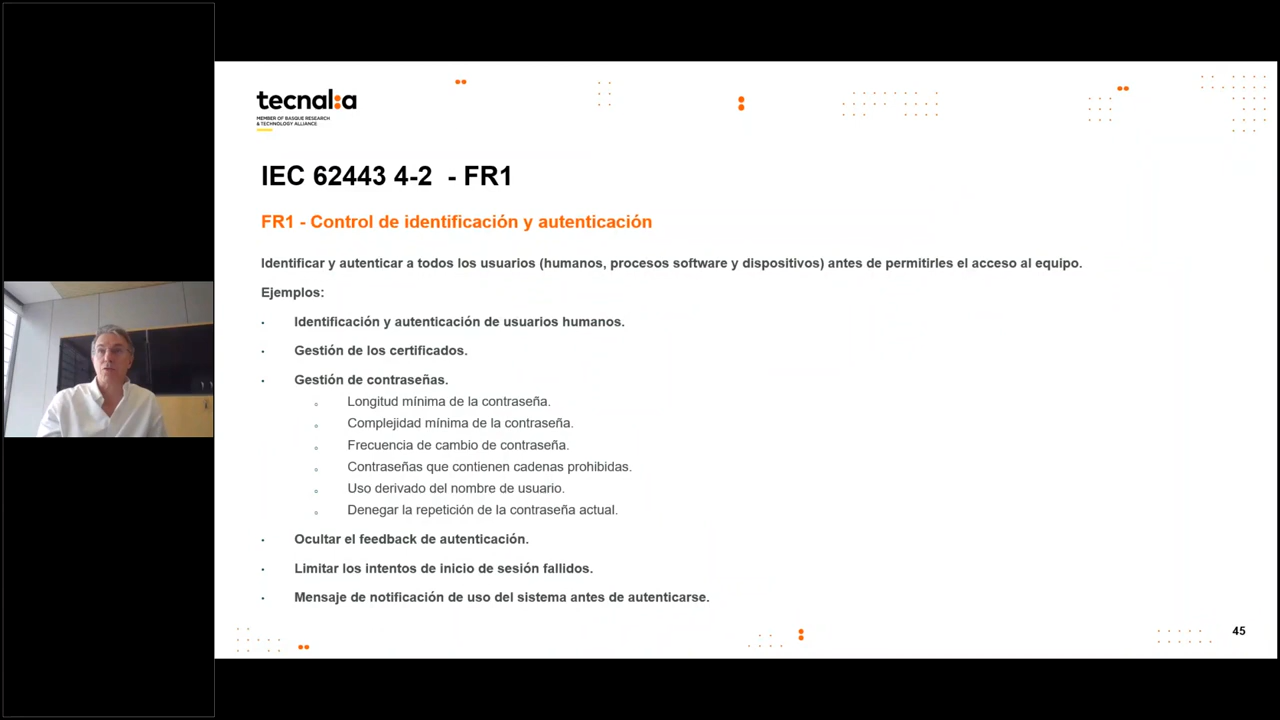 tecnalia
MEMBER OF BASQUE RESEARCH
& TECHNOLOGY ALLIANCE
IEC 62443 4-2 - FR1
FR1 - Control de identificación y autenticación
Identificar y autenticar a todos los usuarios (humanos, procesos software y dispositivos) antes de permitirles el acceso al equipo.
Ejemplos:
Identificación y autenticación de usuarios humanos.
Gestión de los certificados.
Gestión de contraseñas.
Longitud mínima de la contraseña.
Complejidad mínima de la contraseña.
Frecuencia de cambio de contraseña.
Contraseñas que contienen cadenas prohibidas.
Uso derivado del nombre de usuario.
Denegar la repetición de la contraseña actual.
Ocultar el feedback de autenticación.
Limitar los intentos de inicio de sesión fallidos.
Mensaje de notificación de uso del sistema antes de autenticarse.
45